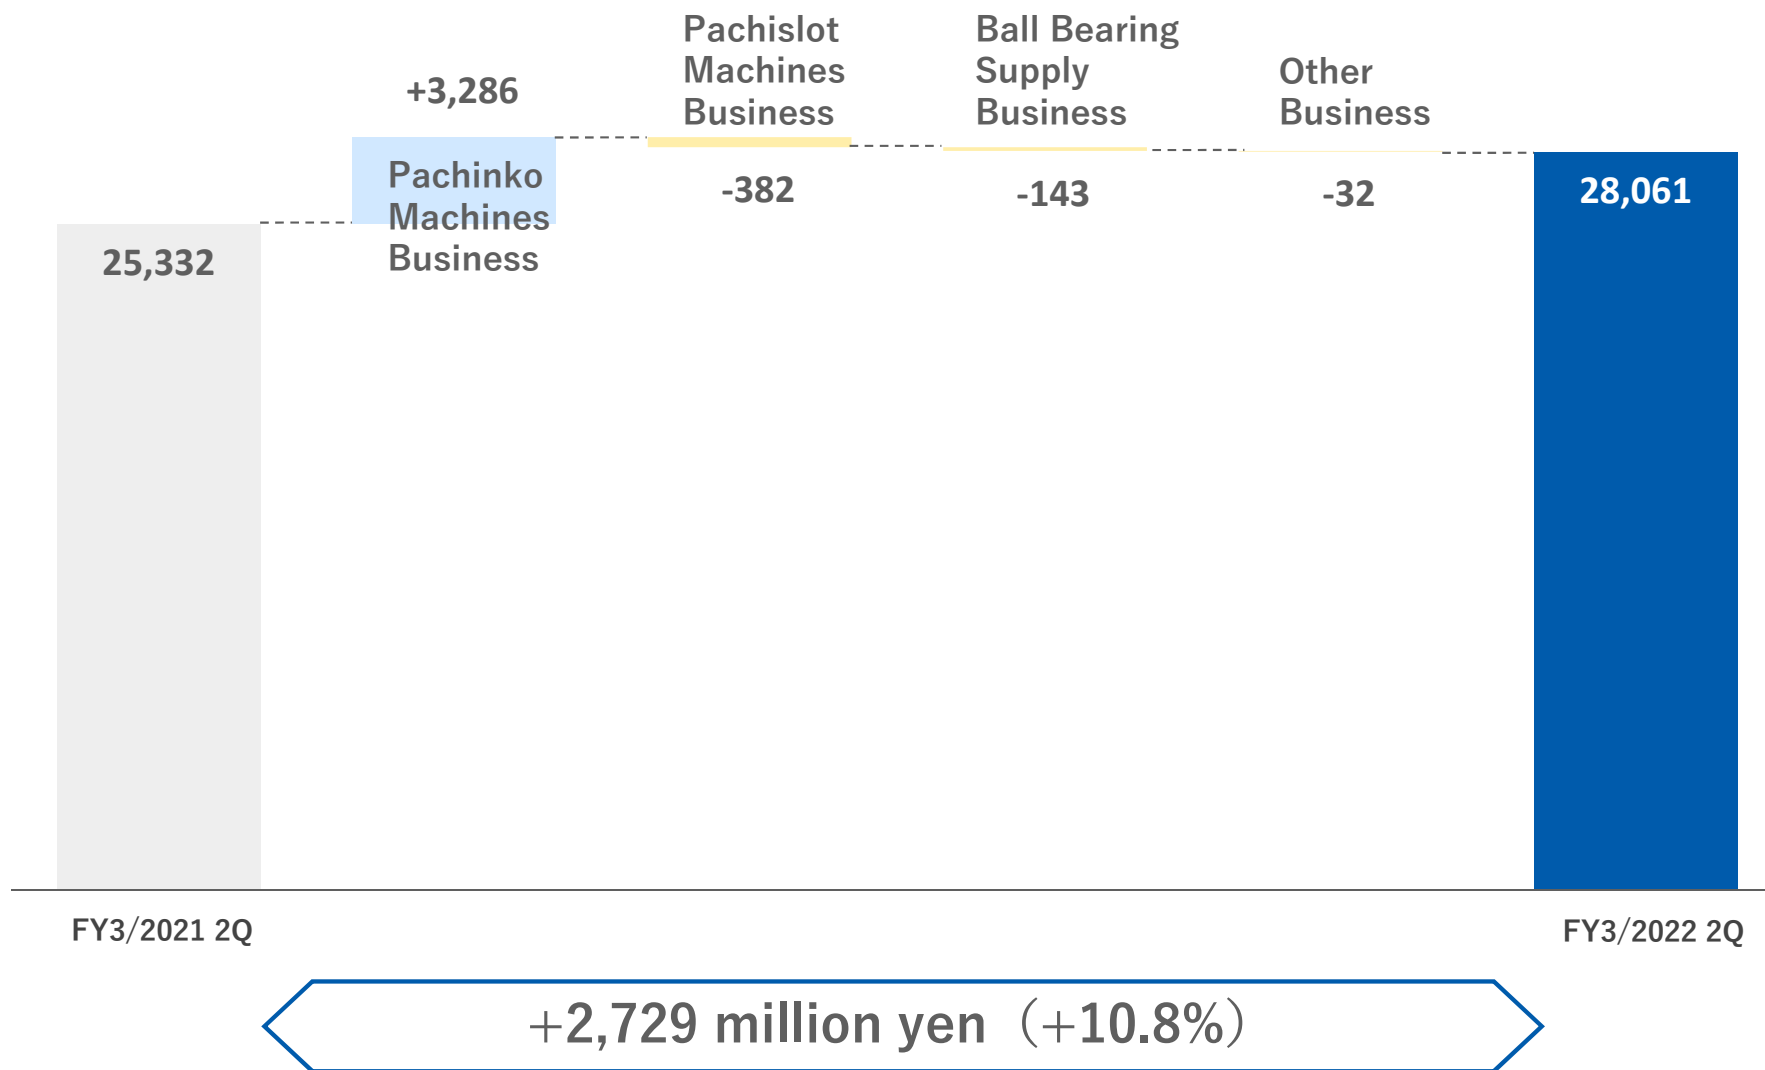 Pachislot
Machines
Business
Ball Bearing
Supply
Business
Other
Business
+3,286
Pachinko
Machines
Business
-382
-143
-32
28,061
25,332
FY3/2021 2Q
FY3/2022 2Q
+2,729 million yen（+10.8%）